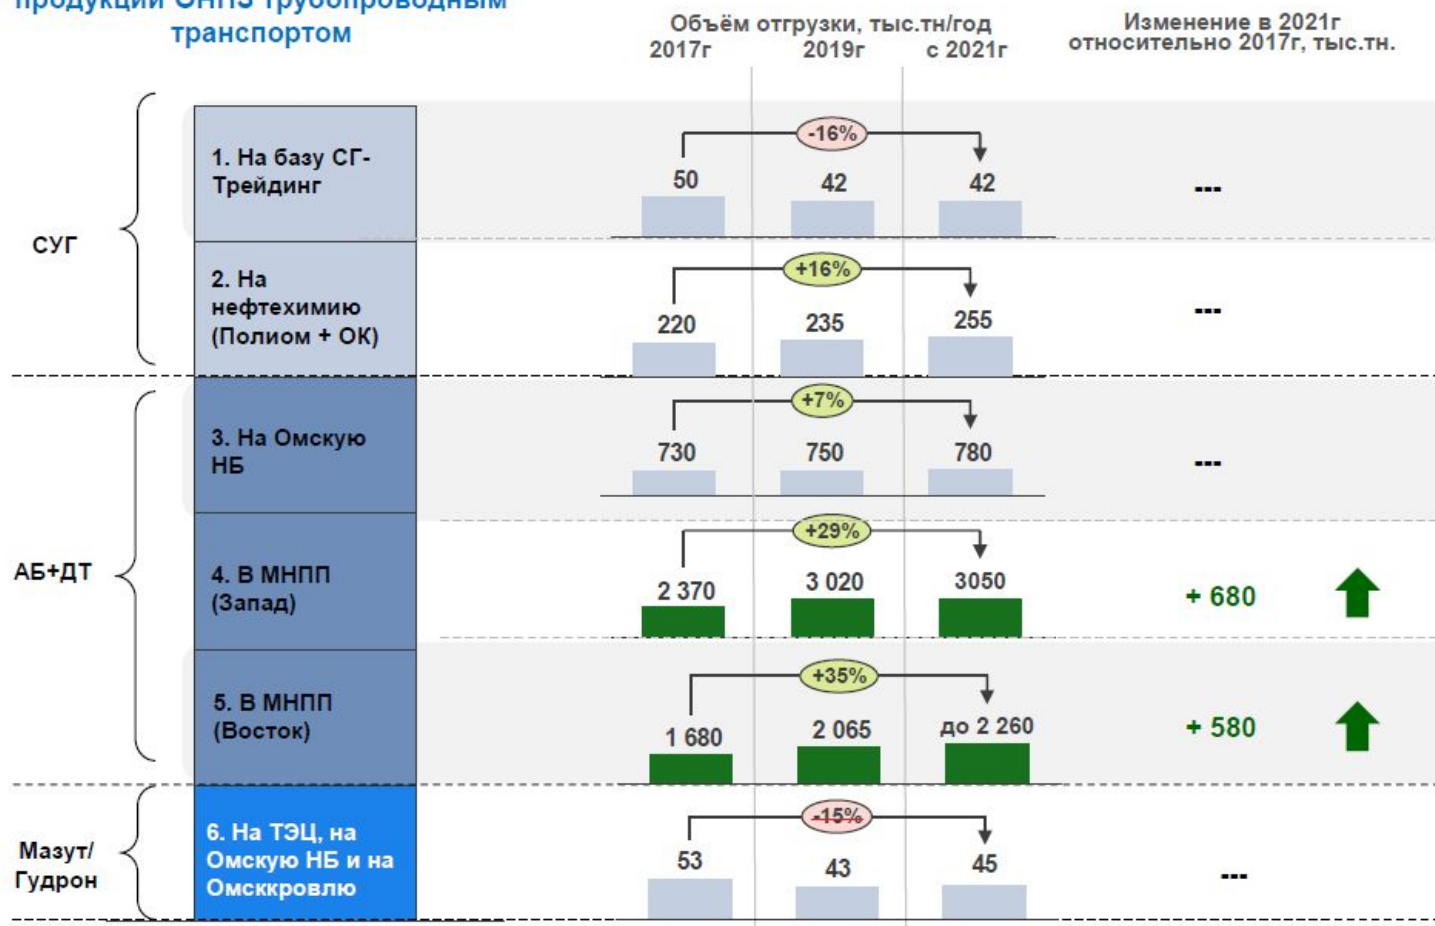 продукции ОНПЗ трубопроводным
транспортом
Объём отгрузки, тыс.тн/год
2017г
2019г
с 2021г
Изменение в 2021г
относительно 2017г, тыс.тн.
СУГ
1. На базу СГ-
Трейдинг
-16%
50
42
42
---
2. На
нефтехимию
(Полиом + ОК)
+16%
220
235
255
---
АБ+ДТ
3. На Омскую
НБ
+7%
730
750
780
---
4. В МНПП
(Запад)
+29%
2 370
3 020
3050
+ 680
5. В МНПП
(Восток)
+35%
1 680
2 065
до 2 260
+ 580
Мазут/
Гудрон
6. На ТЭЦ, на
Омскую НБ и на
Омсккровлю
-15%
53
43
45
---